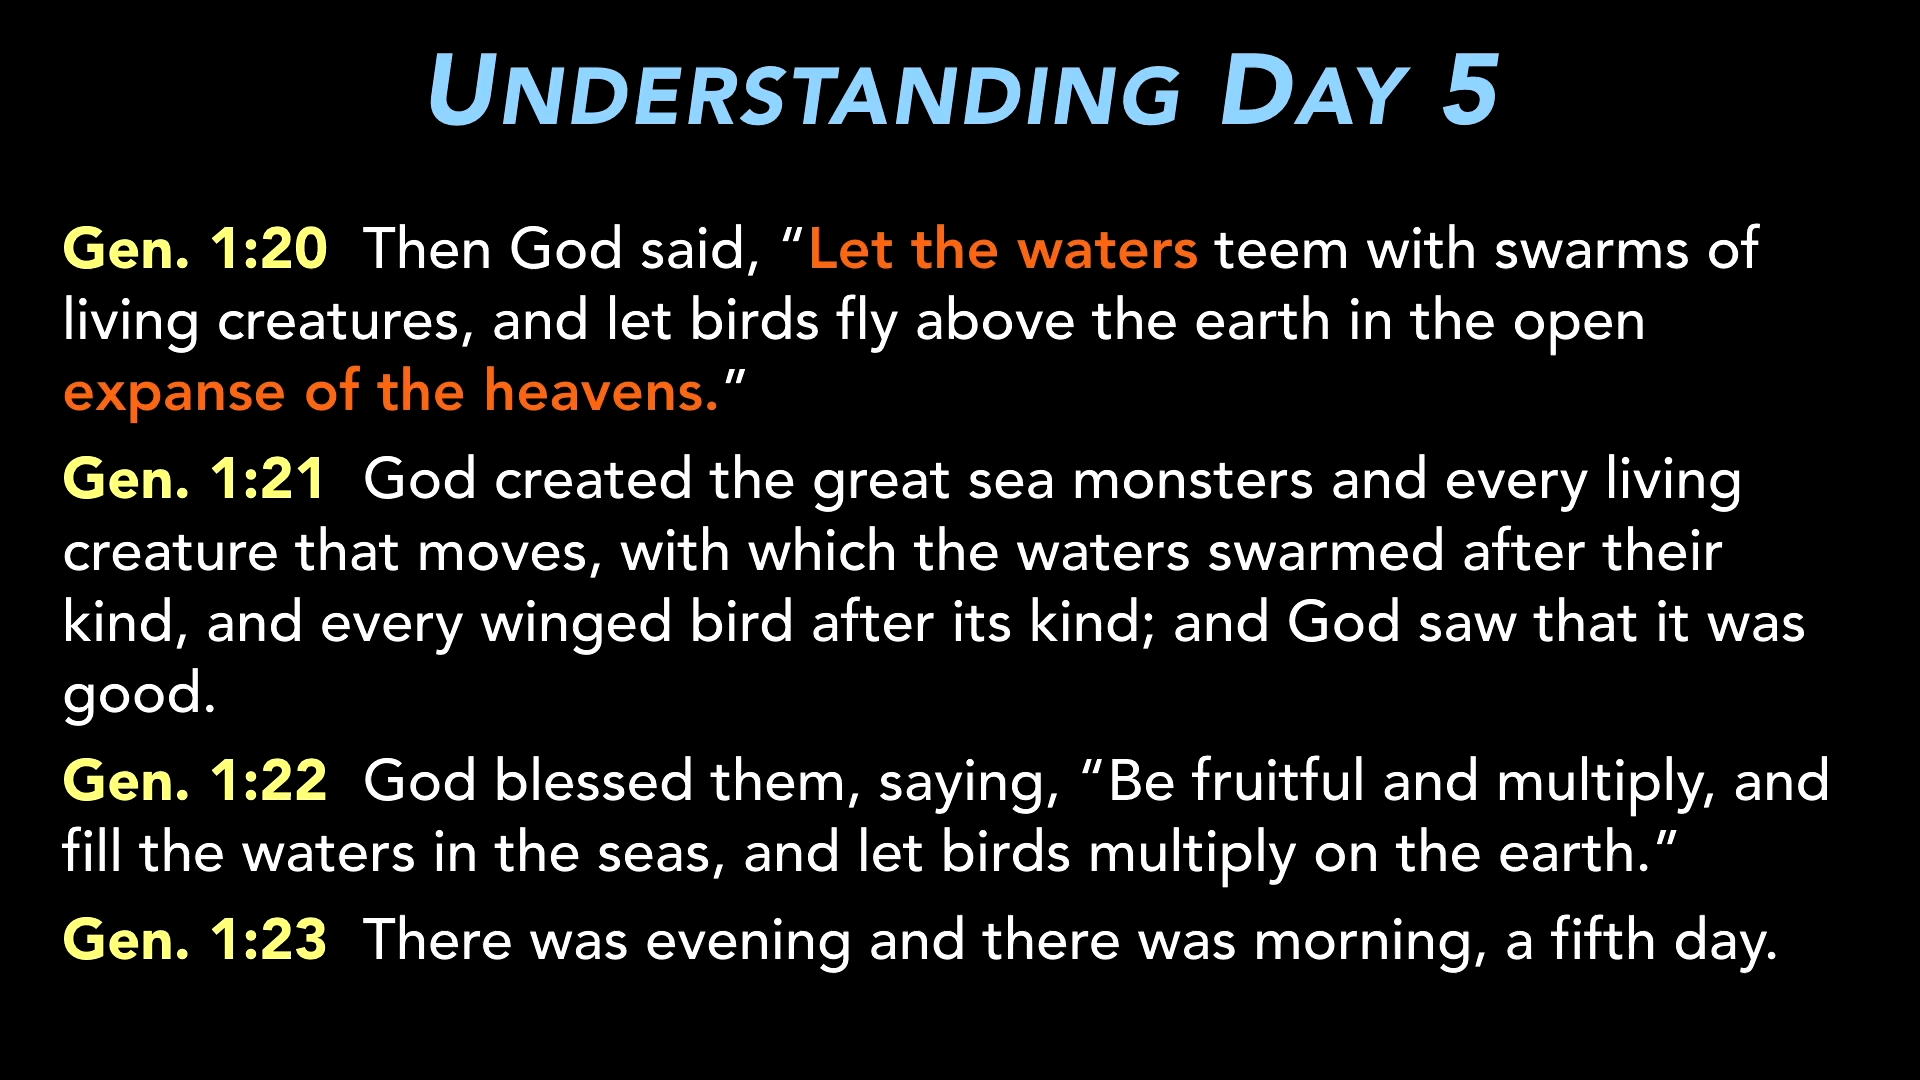 UNDERSTANDING DAY 5
Gen. 1:20 Then God said, “Let the waters teem with swarms of
living creatures, and let birds fly above the earth in the open
expanse of the heavens.”
Gen. 1:21 God created the great sea monsters and every living
creature that moves, with which the waters swarmed after their
kind, and every winged bird after its kind; and God saw that it was
good.
Gen. 1:22 God blessed them, saying, “Be fruitful and multiply, and
fill the waters in the seas, and let birds multiply on the earth.”
Gen. 1:23 There was evening and there was morning, a fifth day.